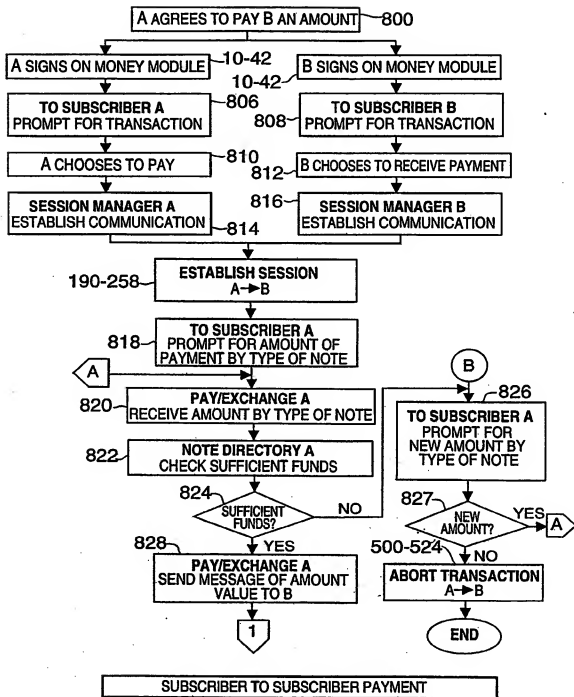 A AGREES TO PAY B AN AMOUNT
800
A SIGNS ON MONEY MODULE
10-42
10-42
B SIGNS ON MONEY MODULE
TO SUBSCRIBER A
PROMPT FOR TRANSACTION
806
808
TO SUBSCRIBER B
PROMPT FOR TRANSACTION
A CHOOSES TO PAY
810
812
B CHOOSES TO RECEIVE PAYMENT
SESSION MANAGER A
ESTABLISH COMMUNICATION
814
816
SESSION MANAGER B
ESTABLISH COMMUNICATION
190-258
ESTABLISH SESSION
A→B
818
TO SUBSCRIBER A
PROMPT FOR AMOUNT OF
PAYMENT BY TYPE OF NOTE
A
820
PAY/EXCHANGE A
RECEIVE AMOUNT BY TYPE OF NOTE
822
NOTE DIRECTORY A
CHECK SUFFICIENT FUNDS
824
SUFFICIENT
FUNDS?
NO
YES
828
PAY/EXCHANGE A
SEND MESSAGE OF AMOUNT
VALUE TO B
1
B
826
TO SUBSCRIBER A
PROMPT FOR
NEW AMOUNT BY
TYPE OF NOTE
827
NEW
AMOUNT?
YES
A
NO
500-524
ABORT TRANSACTION
A→B
END
SUBSCRIBER TO SUBSCRIBER PAYMENT